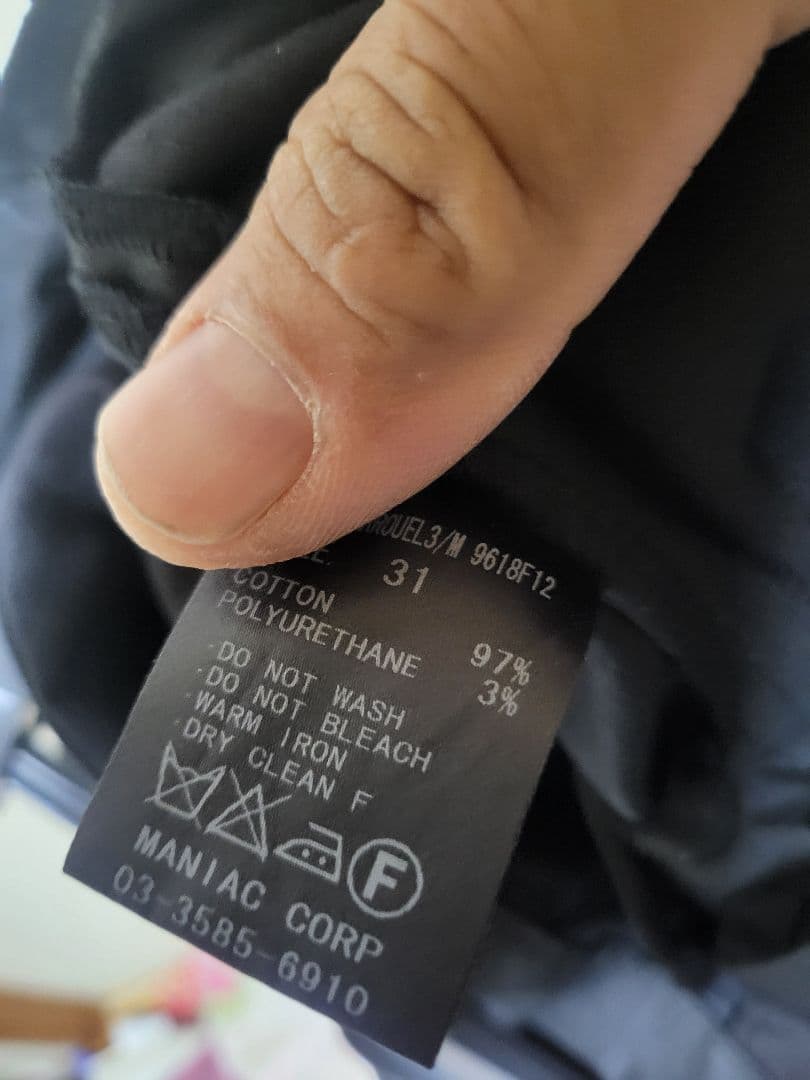 9618F12
31
COTTON 97%
POLYURETHANE 3%
·DO NOT WASH
·DO NOT BLEACH
·WARM IRON
·DRY CLEAN F
F
MANIAC CORP
03-3585-6910